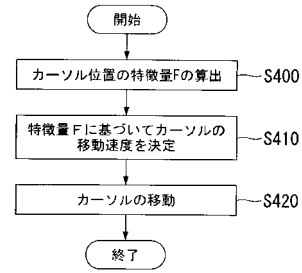 開始
カーソル位置の特徴量Fの算出
S400
特徴量Fに基づいてカーソルの
移動速度を決定
S410
カーソルの移動
S420
終了